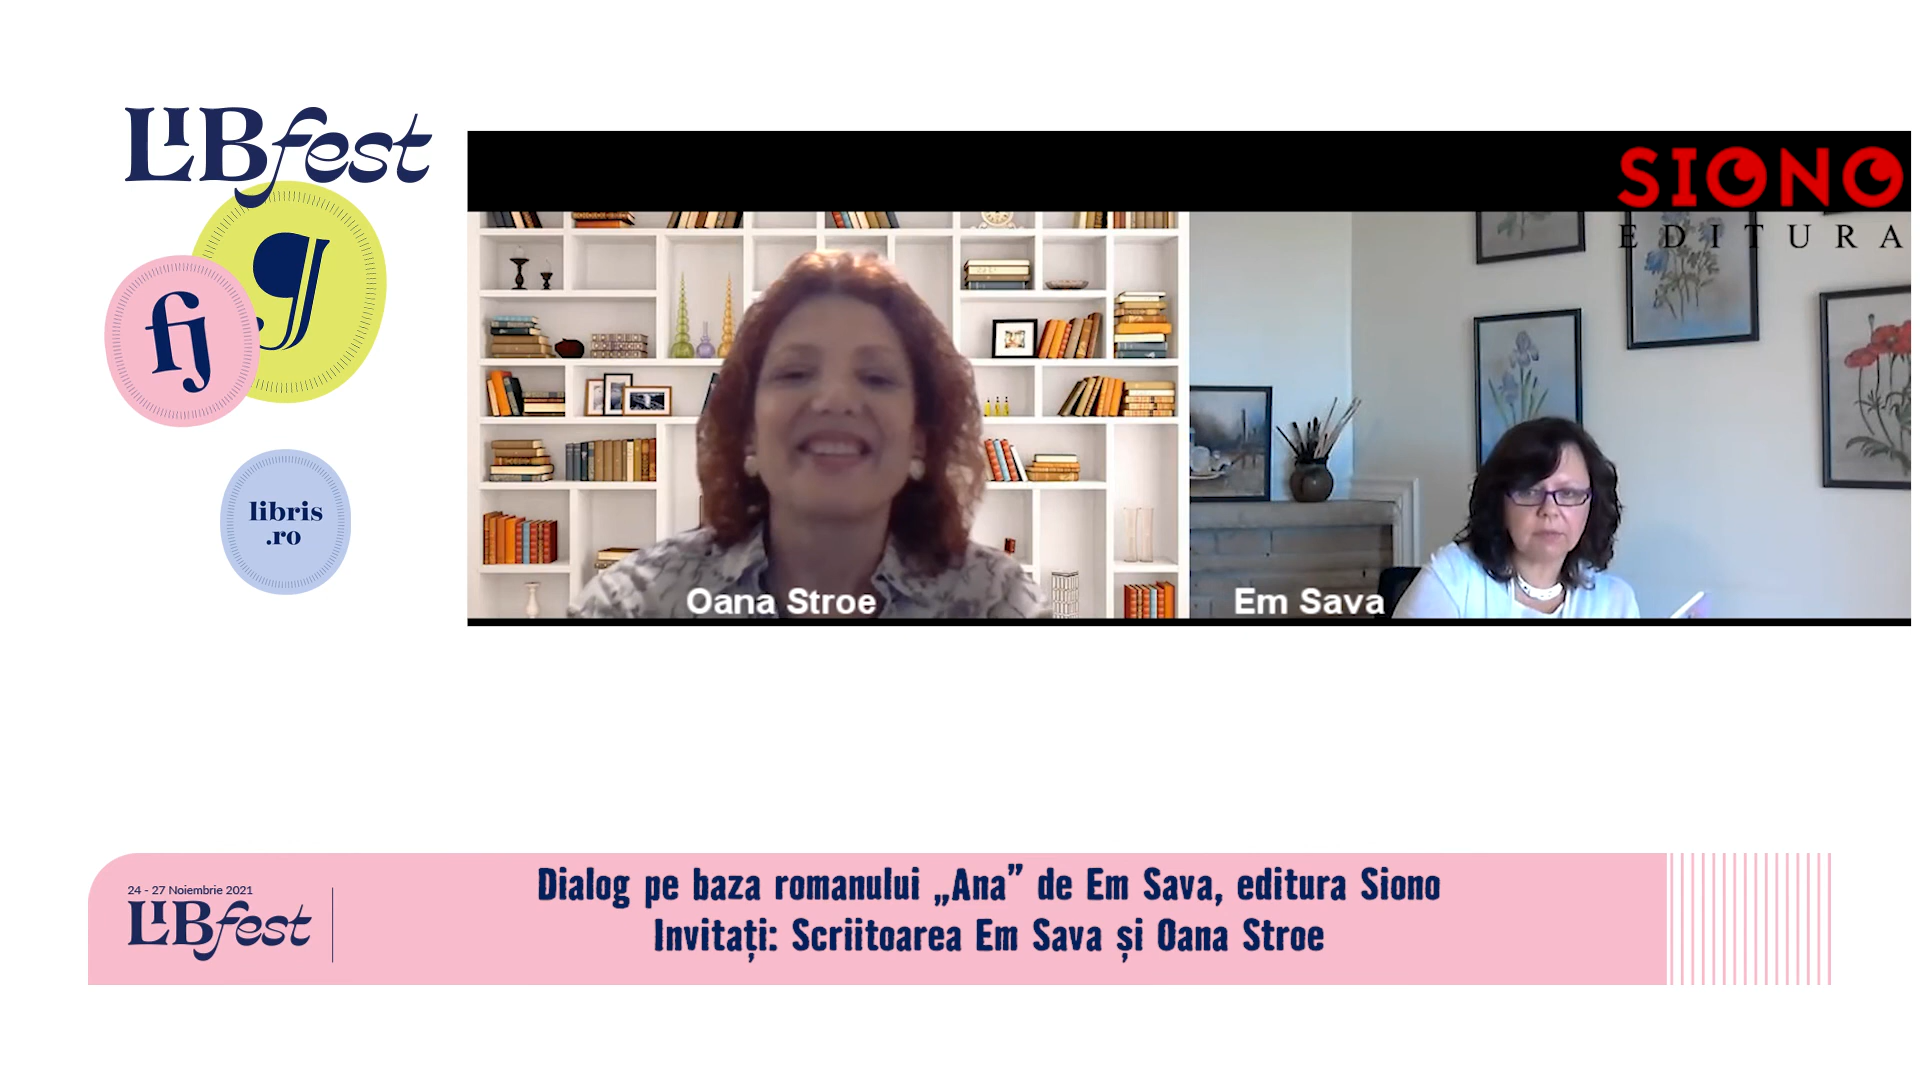 LIBfest
fj
libris
.ro
SIONO
EDITURA
Oana Stroe
Em Sava
24 - 27 Noiembrie 2021
LIBfest
Dialog pe baza romanului „Ana” de Em Sava, editura Siono
Invitați: Scriitoarea Em Sava și Oana Stroe